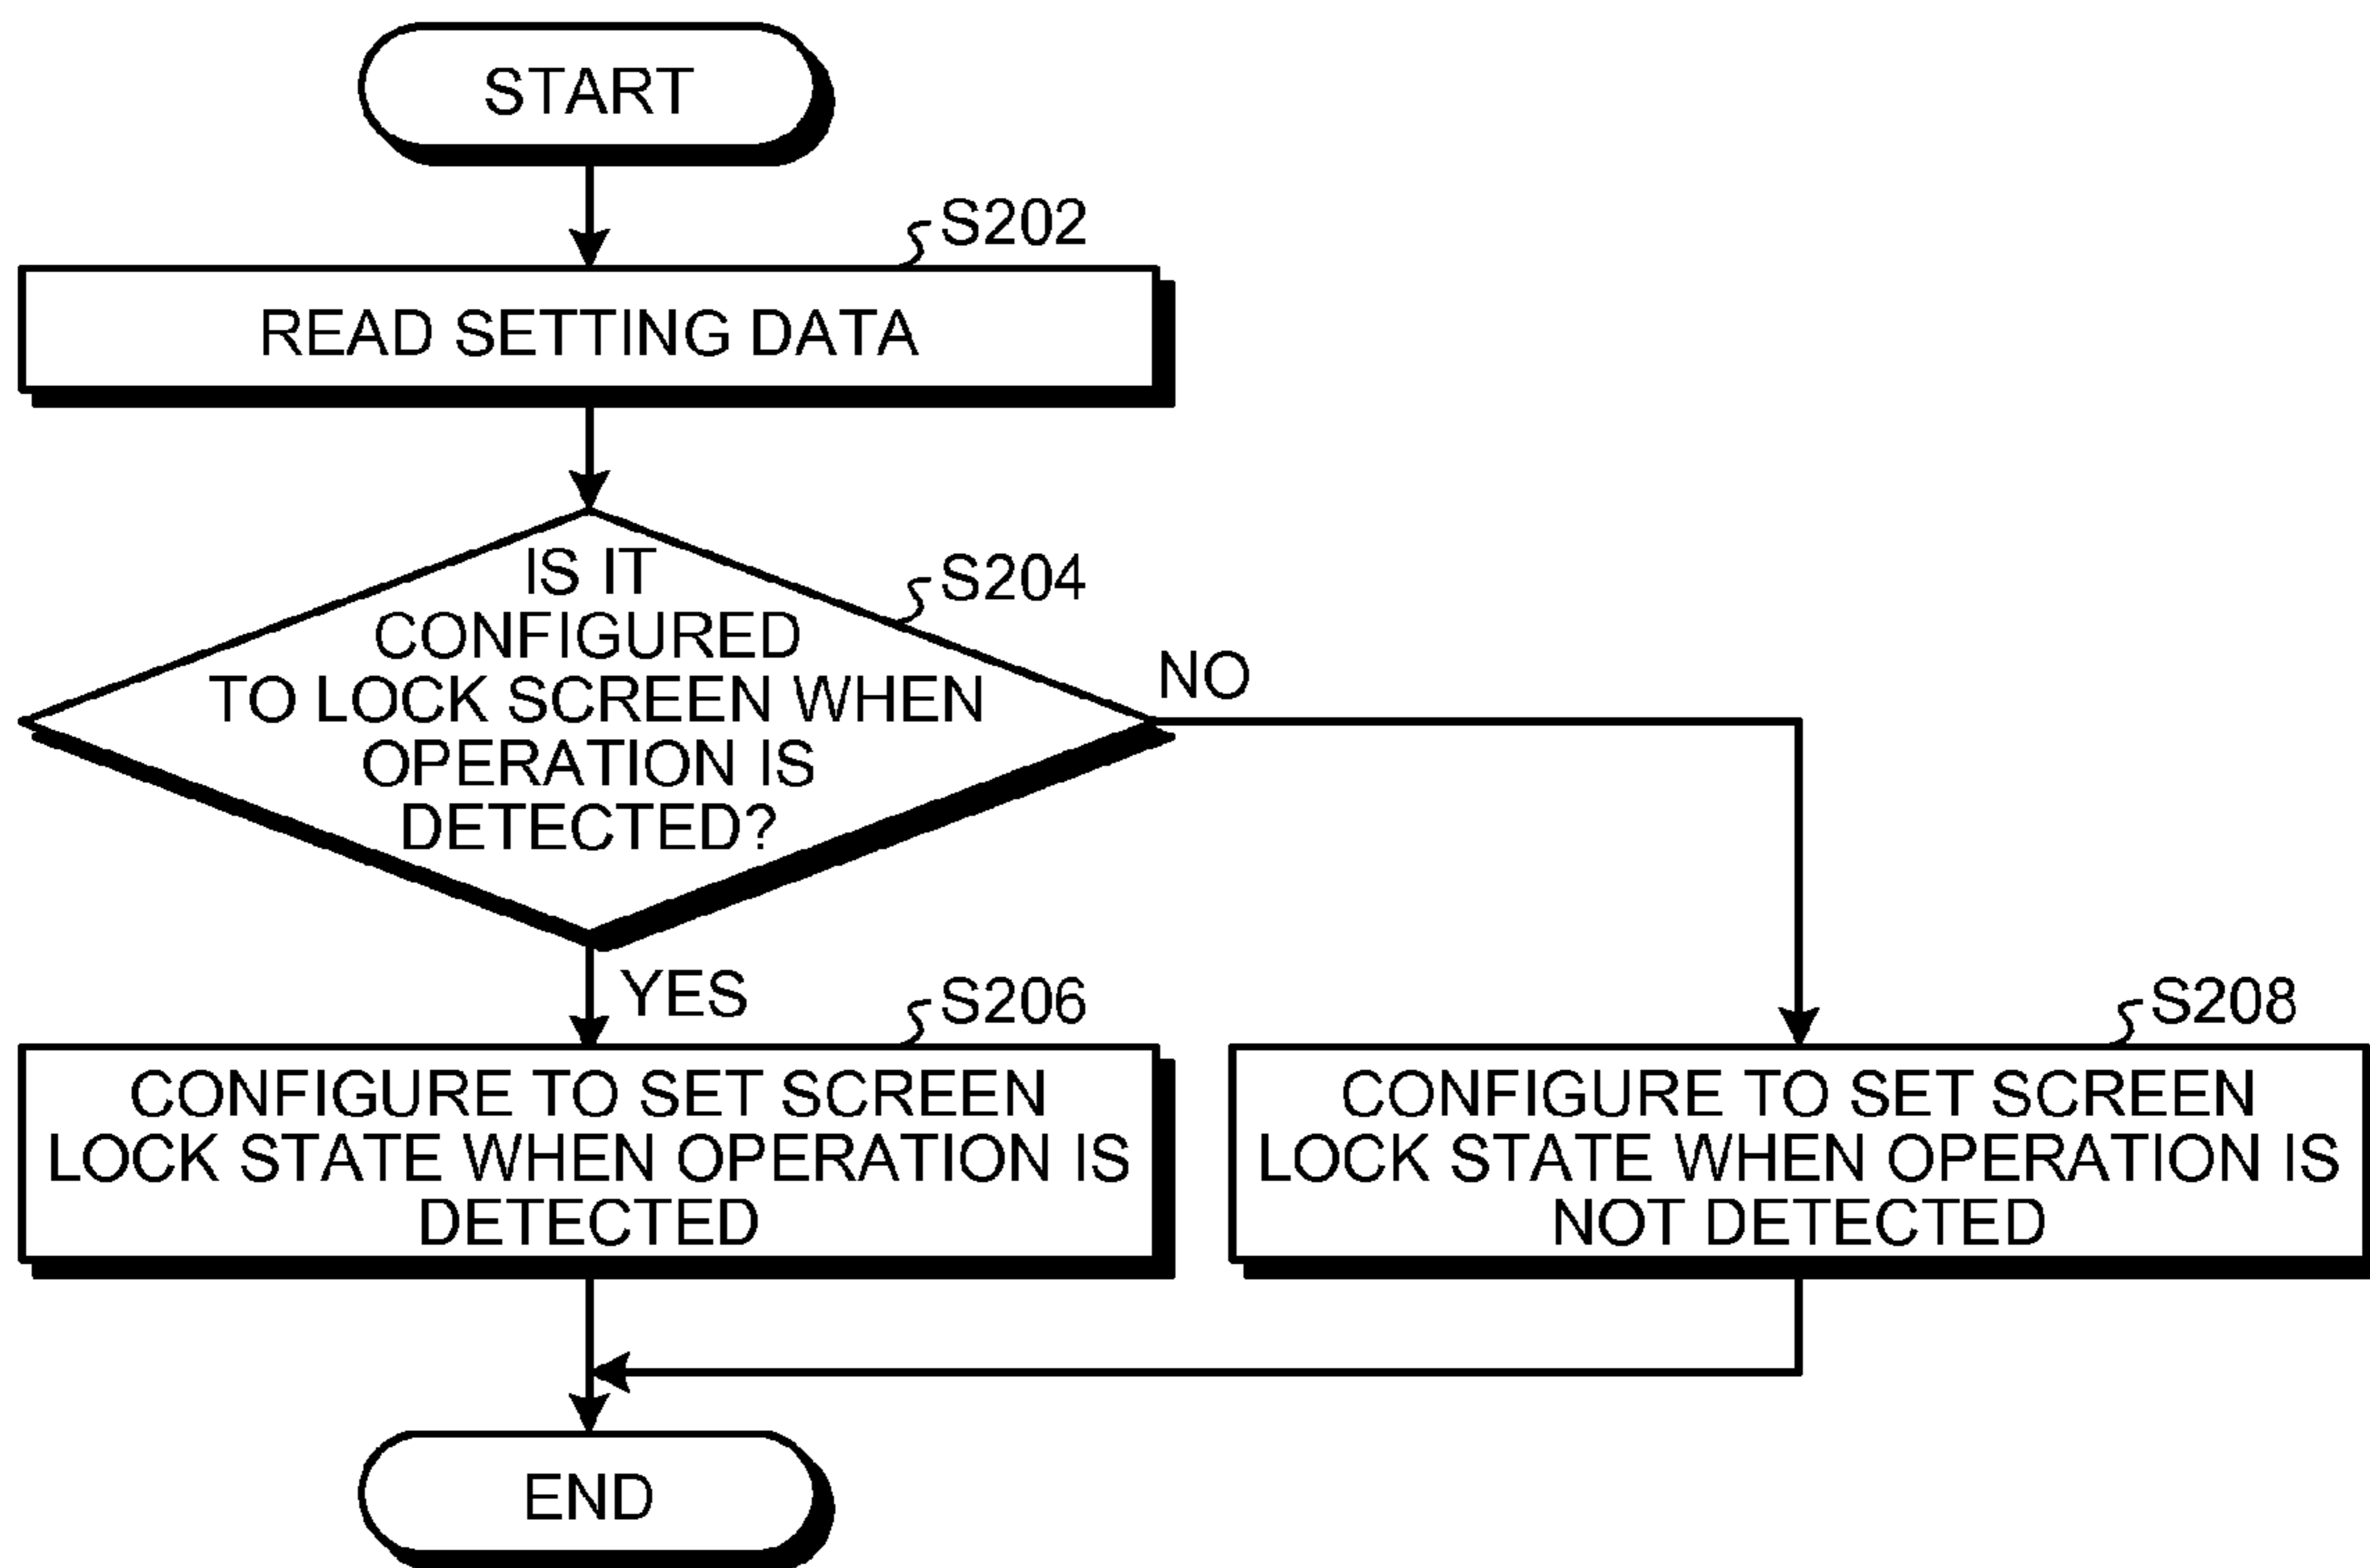 START
S202
READ SETTING DATA
S204
IS IT
CONFIGURED
TO LOCK SCREEN WHEN
OPERATION IS
DETECTED?
NO
YES
S206
CONFIGURE TO SET SCREEN
LOCK STATE WHEN OPERATION IS
DETECTED
S208
CONFIGURE TO SET SCREEN
LOCK STATE WHEN OPERATION IS
NOT DETECTED
END